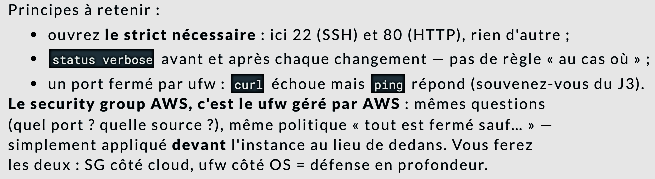 Principes à retenir :
• ouvrez le strict nécessaire : ici 22 (SSH) et 80 (HTTP), rien d'autre ;
• status verbose avant et après chaque changement — pas de règle « au cas où » ;
• un port fermé par ufw : curl échoue mais ping répond (souvenez-vous du J3).
Le security group AWS, c'est le ufw géré par AWS : mêmes questions
(quel port ? quelle source ?), même politique « tout est fermé sauf... » —
simplement appliqué devant l'instance au lieu de dedans. Vous ferez
les deux : SG côté cloud, ufw côté OS = défense en profondeur.